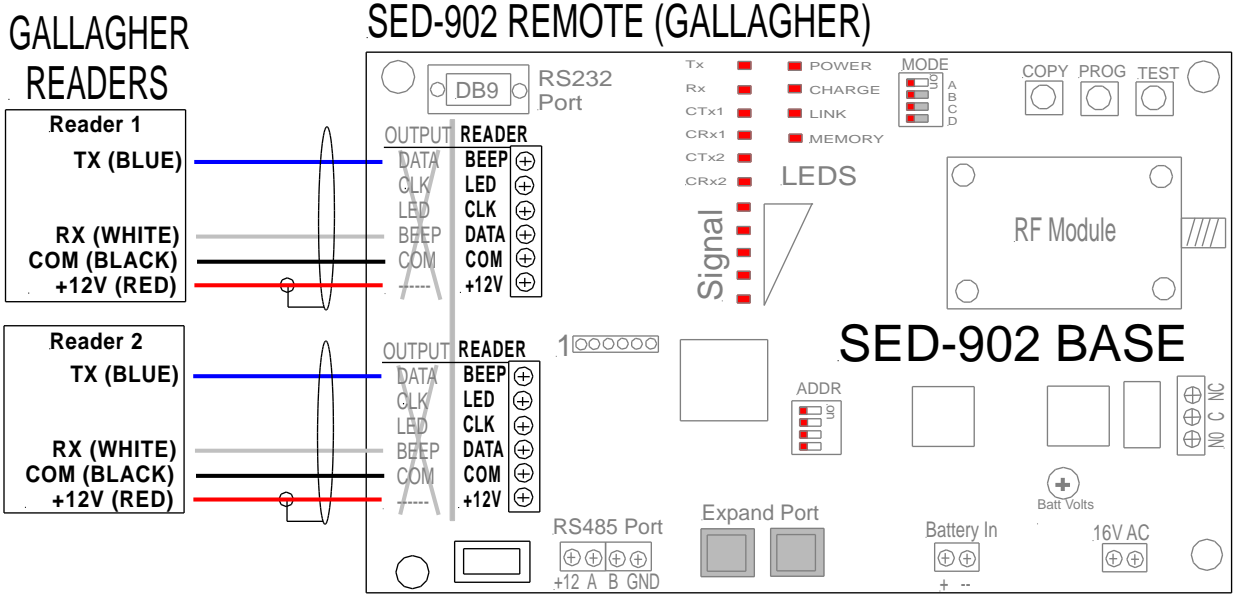 GALLAGHER
READERS
SED-902 REMOTE (GALLAGHER)
Reader 1
TX (BLUE)
RX (WHITE)
COM (BLACK)
+12V (RED)
Reader 2
TX (BLUE)
RX (WHITE)
COM (BLACK)
+12V (RED)
DB9
RS232
Port
OUTPUT READER
DATA BEEP
CLK LED
LED CLK
BEEP DATA
COM COM
------ +12V
OUTPUT READER
DATA BEEP
CLK LED
LED CLK
BEEP DATA
COM COM
------ +12V
Tx
Rx
CTx1
CRx1
CTx2
CRx2
POWER
CHARGE
LINK
MEMORY
LEDS
Signal
MODE
on
A
B
C
D
COPY PROG TEST
RF Module
SED-902 BASE
1
ADDR
on
NO C NC
Batt Volts
RS485 Port
+12 A B GND
Expand Port
Battery In
+ --
16V AC